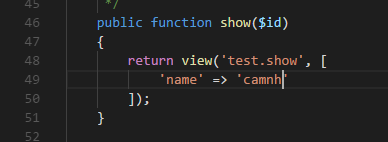 45 */
46 public function show($id)
47 {
48 return view('test.show', [
49 'name' => 'camnh'
50 ]);
51 }
52